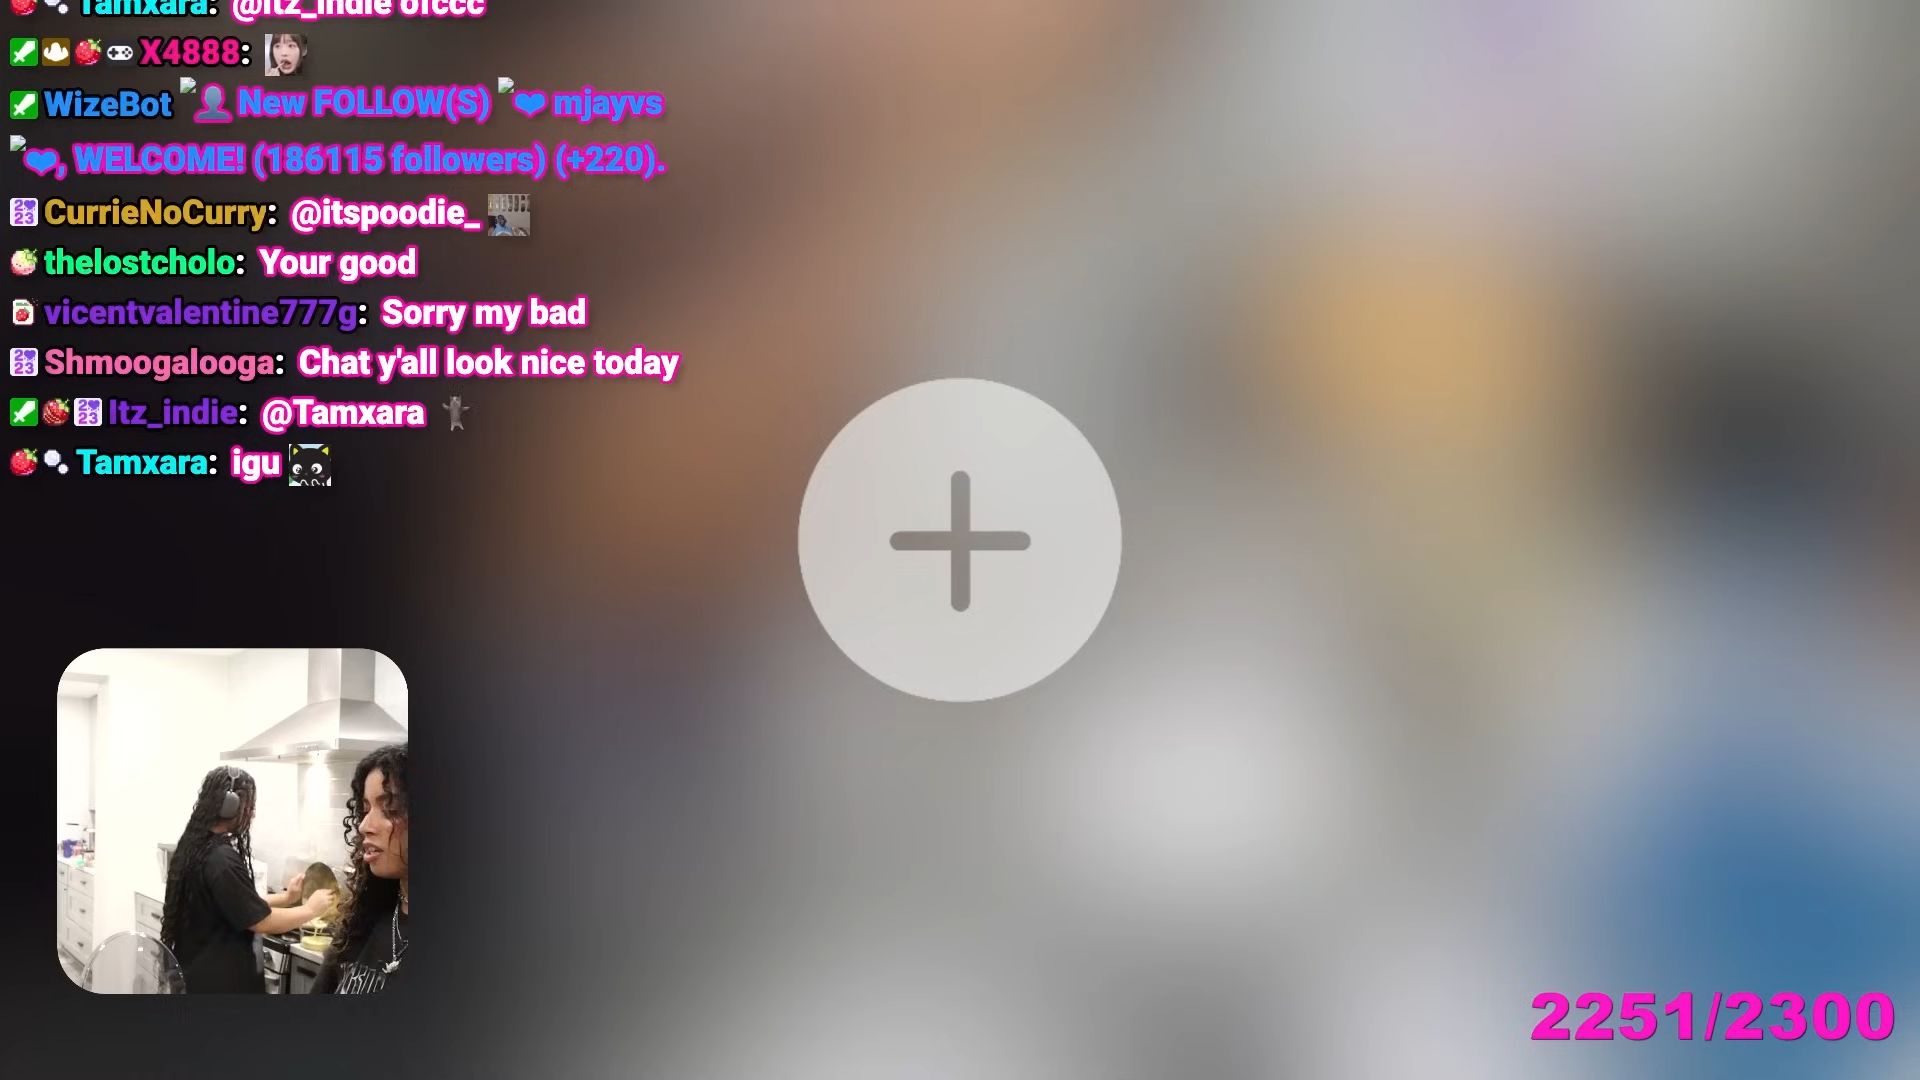 Tamxara: @Itz_indie ofccc
X4888:
WizeBot New FOLLOW(S) mjayvs
, WELCOME! (186115 followers) (+220).
CurrieNoCurry: @itspoodie_
thelostcholo: Your good
vicentvalentine777g: Sorry my bad
Shmoogalooga: Chat y'all look nice today
Itz_indie: @Tamxara
Tamxara: igu
2251/2300